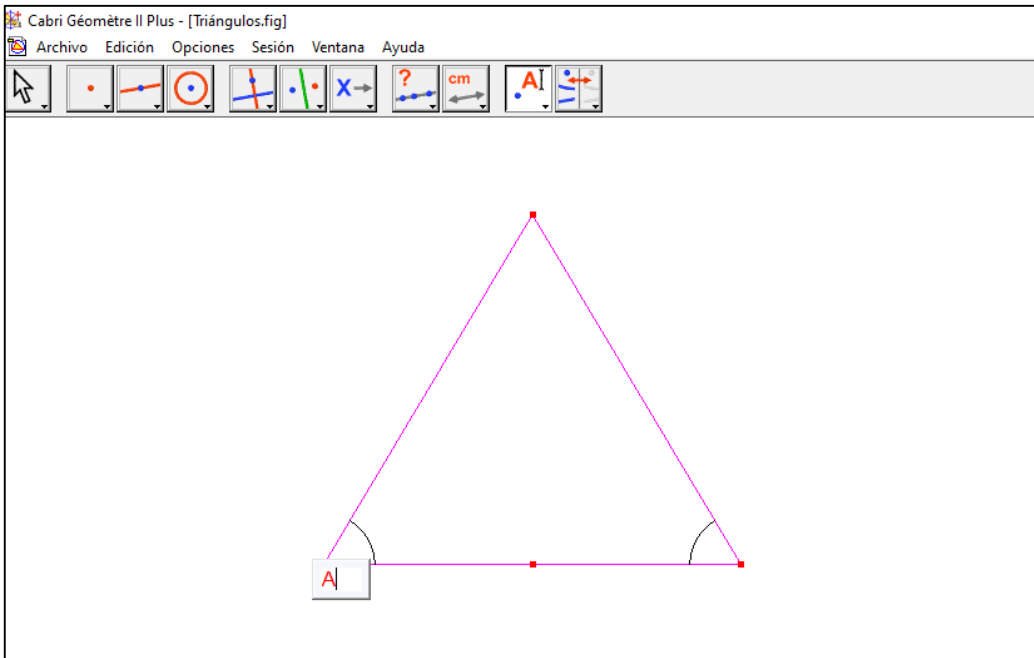 Cabri Géomètre II Plus - [Triángulos.fig]
Archivo Edición Opciones Sesión Ventana Ayuda
X ? cm A
A